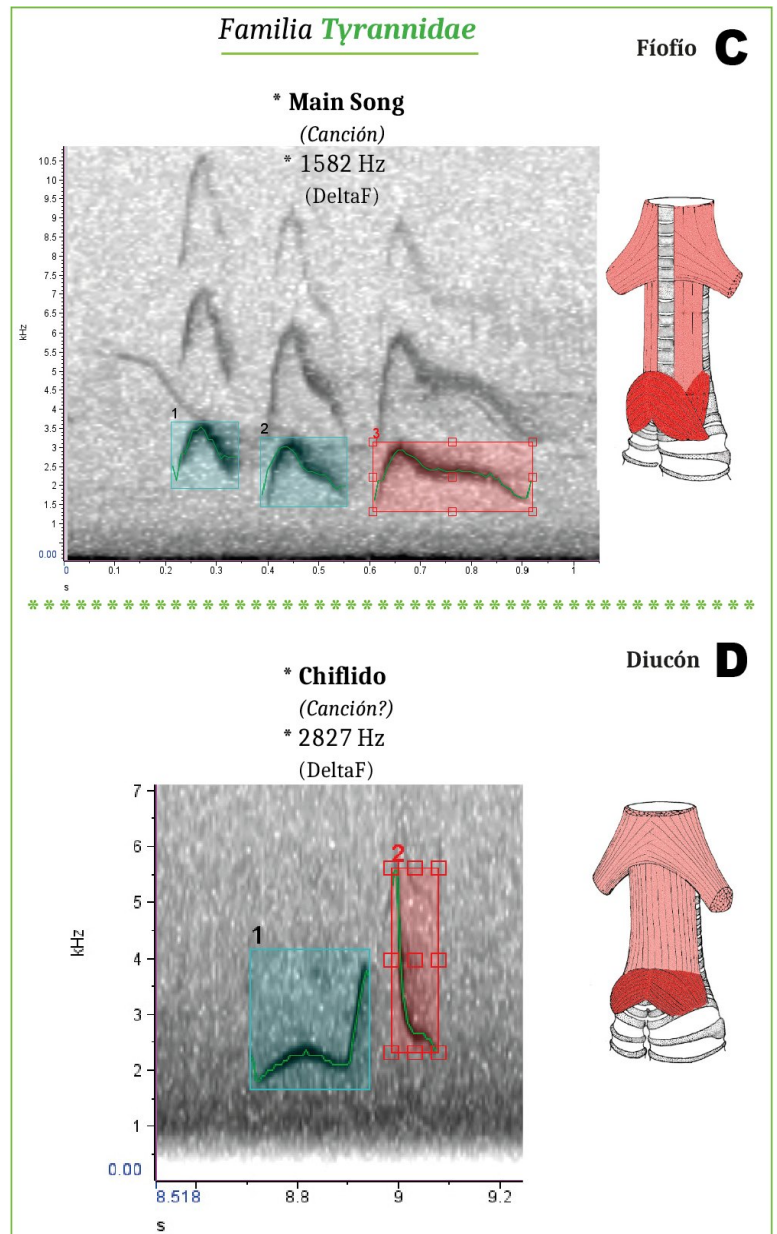 Familia Tyrannidae
Fíofío C
* Main Song
(Canción)
* 1582 Hz
(DeltaF)
10.5
10
9.5
9
8.5
8
7.5
7
6.5
6
5.5
5
4.5
4
3.5
3
2.5
2
1.5
1
0.00
kHz
1
2
3
0 0.1 0.2 0.3 0.4 0.5 0.6 0.7 0.8 0.9 1
s
* * * * * * * * * * * * * * * * * * * * * * * * * * * * * * * * * * * * * * * * * * * * *
Diucón D
* Chiflido
(Canción?)
* 2827 Hz
(DeltaF)
7
6
5
4
3
2
1
0.00
kHz
1
2
8.518 8.8 9 9.2
s